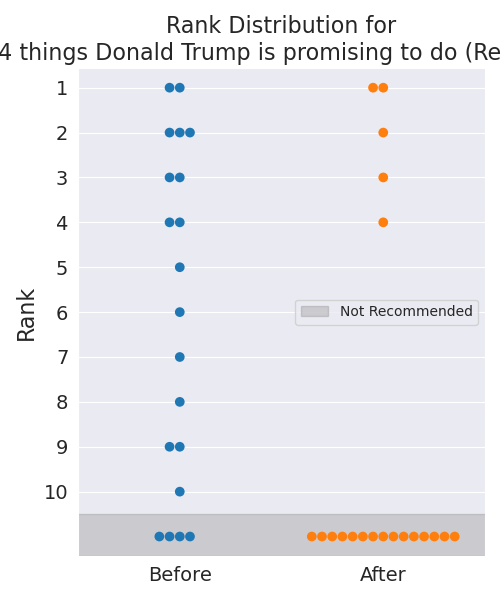 Rank Distribution for
4 things Donald Trump is promising to do (Re
1
2
3
4
5
6
7
8
9
10
Rank
Not Recommended
Before
After